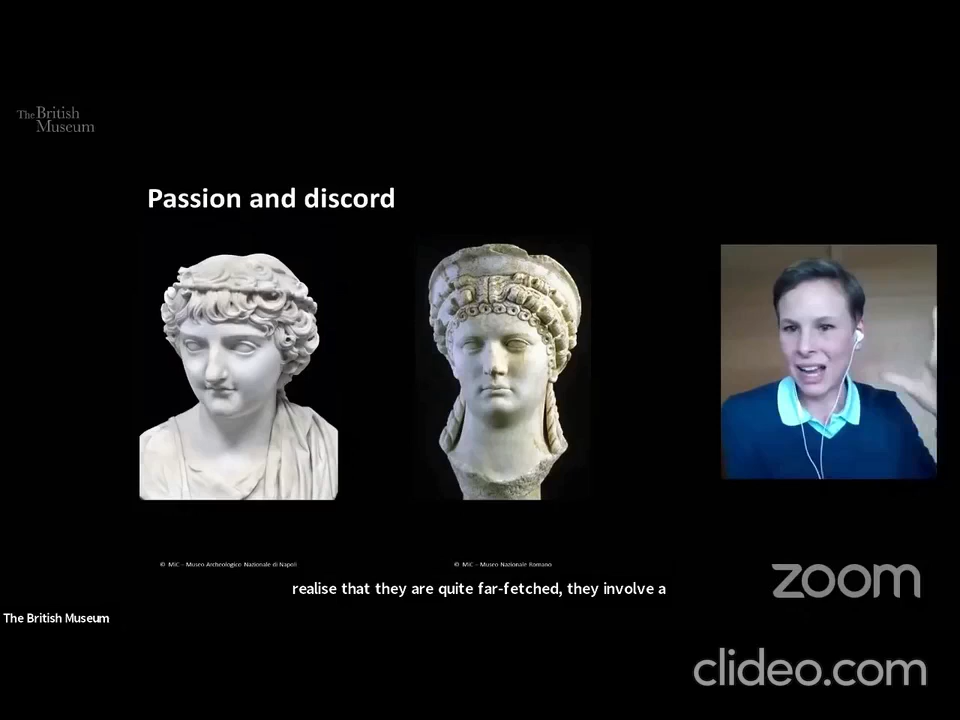 The British
Museum
Passion and discord
© MiC – Museo Archeologico Nazionale di Napoli
© MiC – Museo Nazionale Romano
realise that they are quite far-fetched, they involve a
zoom
The British Museum
clideo.com